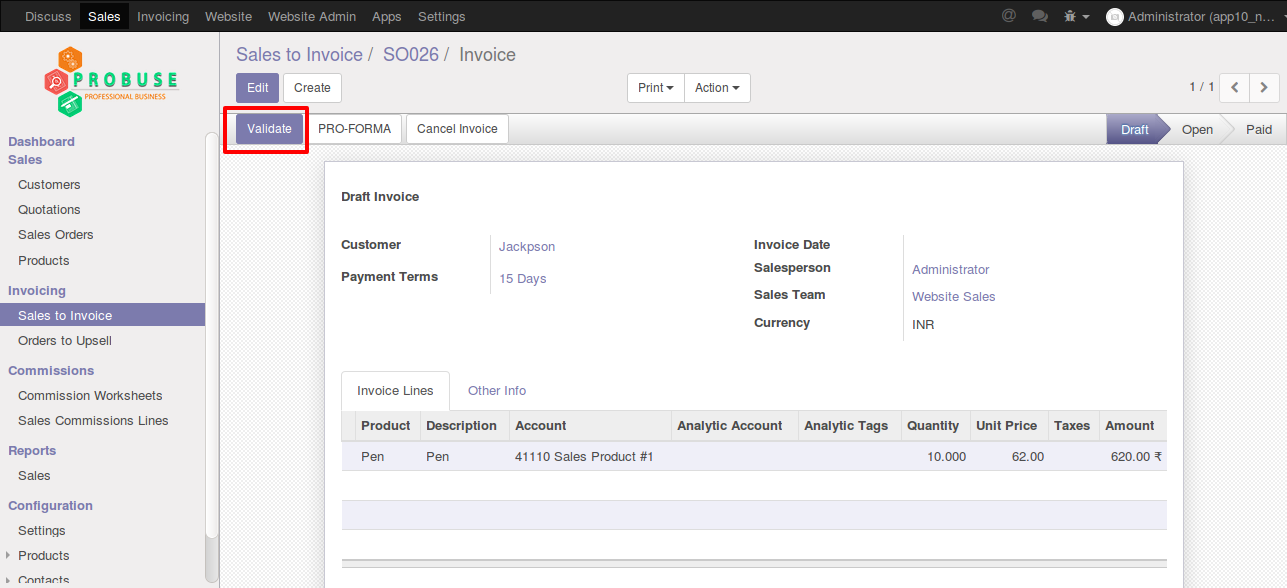 Discuss Sales Invoicing Website Website Admin Apps Settings @ Administrator (app10_n...
PROBUSE
PROFESSIONAL BUSINESS
Dashboard
Sales
Customers
Quotations
Sales Orders
Products
Invoicing
Sales to Invoice
Orders to Upsell
Commissions
Commission Worksheets
Sales Commissions Lines
Reports
Sales
Configuration
Settings
Products
Contacts
Sales to Invoice / SO026 / Invoice
Edit Create Print Action 1 / 1
Validate PRO-FORMA Cancel Invoice Draft Open Paid
Draft Invoice
Customer Jackpson
Payment Terms 15 Days
Invoice Date
Salesperson Administrator
Sales Team Website Sales
Currency INR
Invoice Lines Other Info
Product Description Account Analytic Account Analytic Tags Quantity Unit Price Taxes Amount
Pen Pen 41110 Sales Product #1 10.000 62.00 620.00 ₹